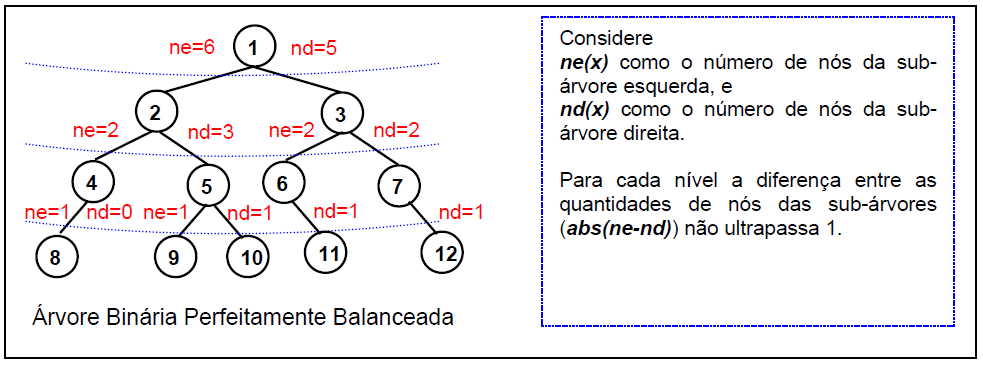 ne=6 1 nd=5
2 3
ne=2 nd=3 ne=2 nd=2
4 5 6 7
ne=1 nd=0 ne=1 nd=1 nd=1 nd=1
8 9 10 11 12
Árvore Binária Perfeitamente Balanceada
Considere
ne(x) como o número de nós da sub-
árvore esquerda, e
nd(x) como o número de nós da sub-
árvore direita.
Para cada nível a diferença entre as
quantidades de nós das sub-árvores
(abs(ne-nd)) não ultrapassa 1.